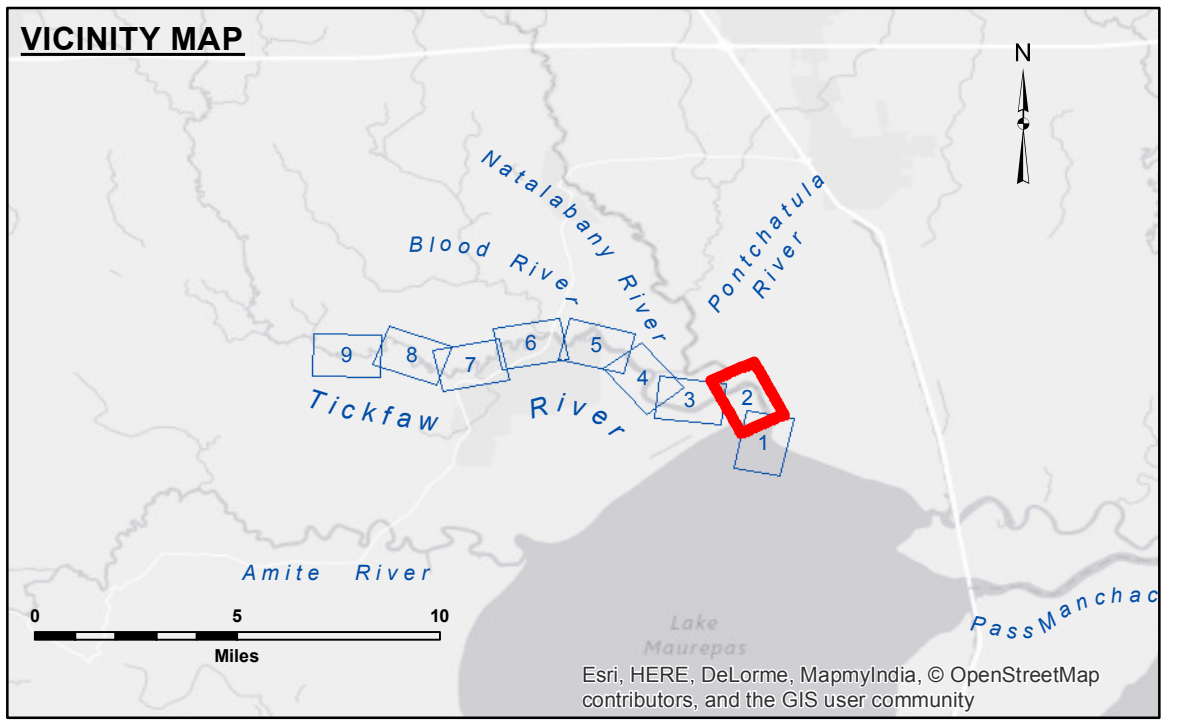 VICINITY MAP
N
Natalabany River
Pontchatula
River
Blood River
9
8
7
6
5
4
3
2
1
Tickfaw River
Amite River
0 5 10
Miles
Pass Manchac
Lake
Maurepas
Esri, HERE, DeLorme, MapmyIndia, © OpenStreetMap
contributors, and the GIS user community